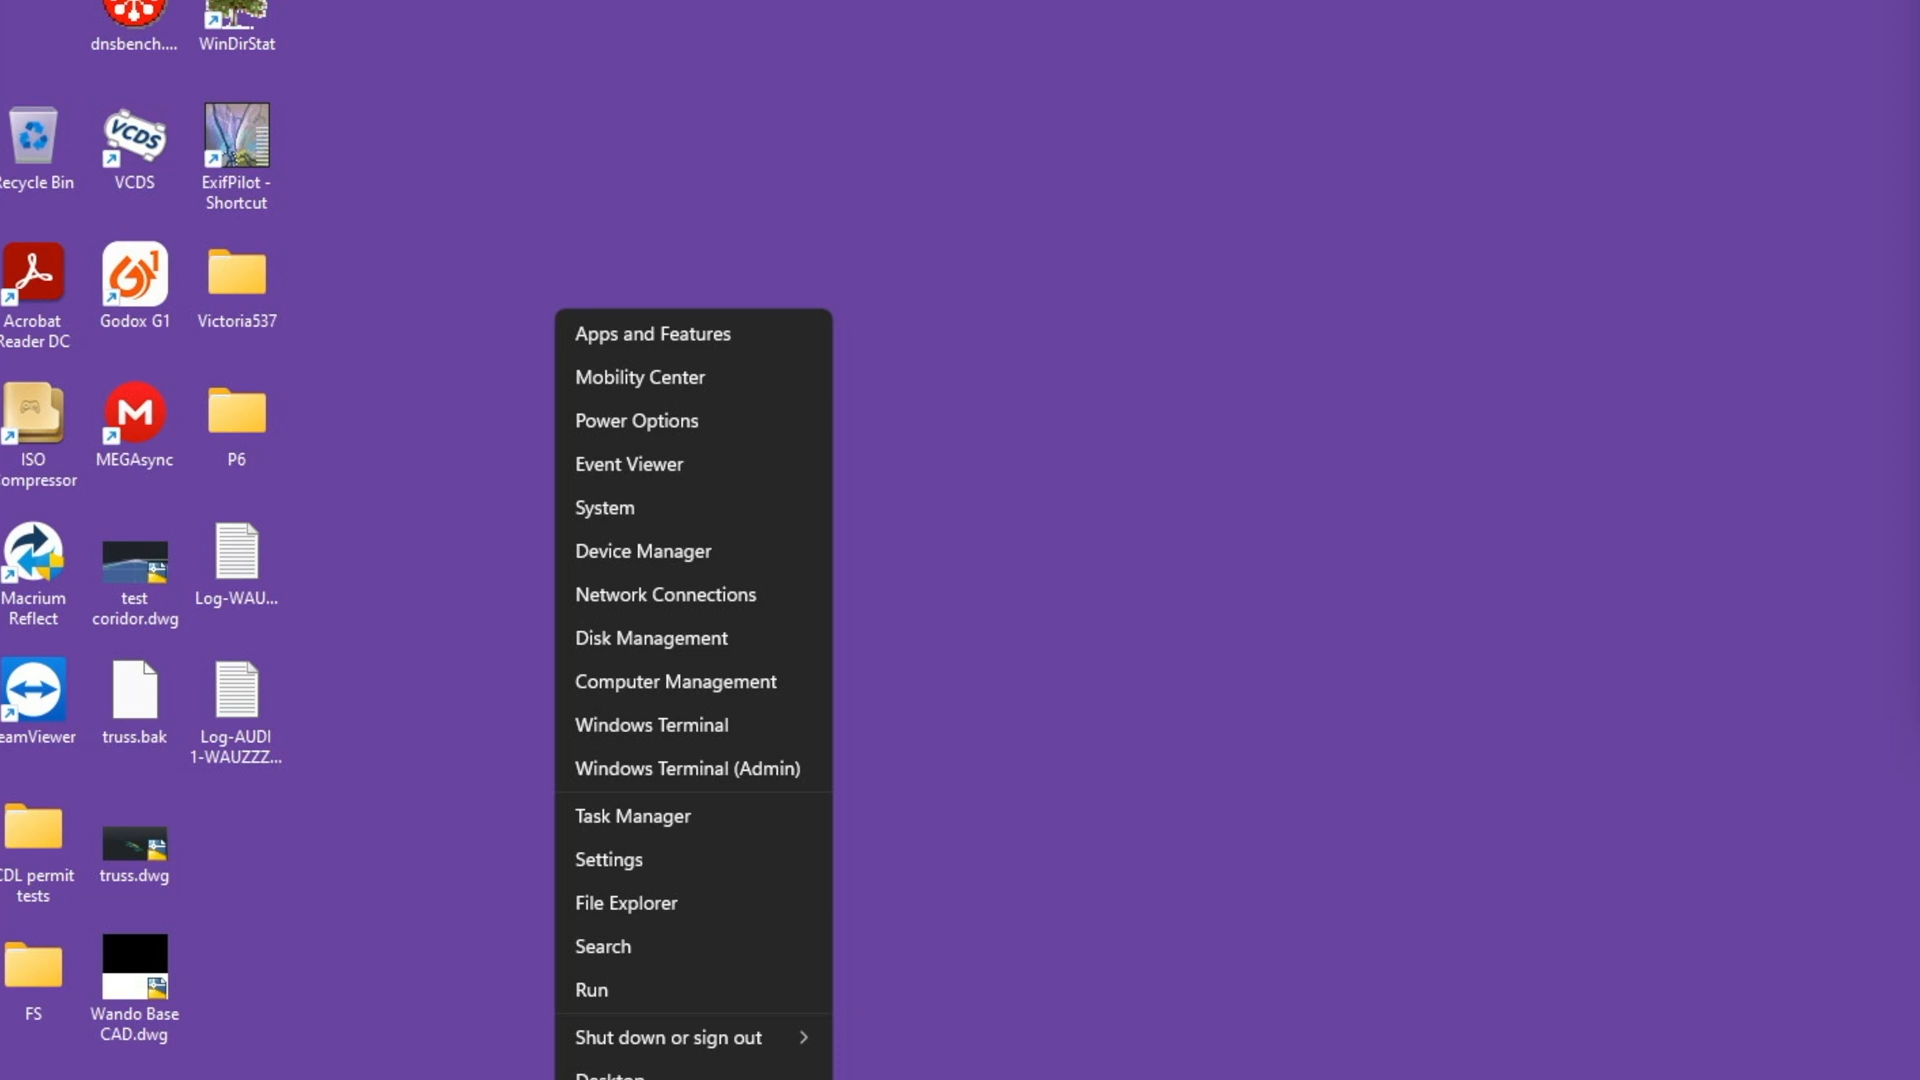 dnsbench....
WinDirStat
Recycle Bin
VCDS
VCDS
ExifPilot -
Shortcut
Acrobat
Reader DC
1
Godox G1
Victoria537
ISO
Compressor
M
MEGAsync
P6
Macrium
Reflect
test
coridor.dwg
Log-WAU...
TeamViewer
truss.bak
Log-AUDI
1-WAUZZZ...
CDL permit
tests
truss.dwg
FS
Wando Base
CAD.dwg
Apps and Features
Mobility Center
Power Options
Event Viewer
System
Device Manager
Network Connections
Disk Management
Computer Management
Windows Terminal
Windows Terminal (Admin)
Task Manager
Settings
File Explorer
Search
Run
Shut down or sign out
Desktop